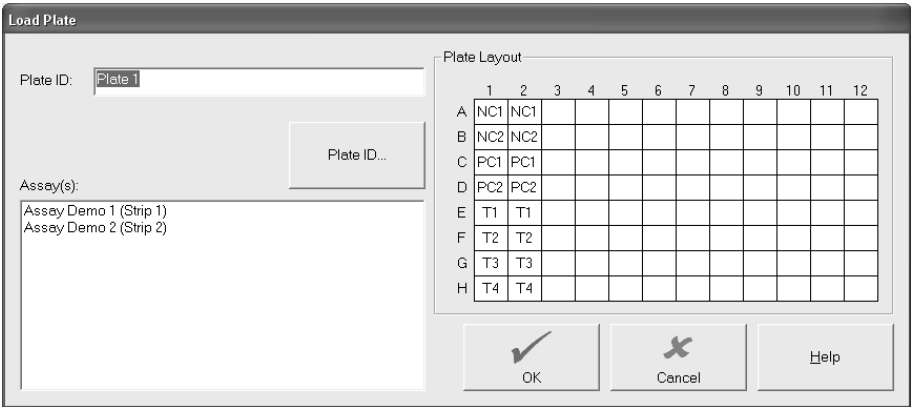 Load Plate
Plate ID:
Plate 1
Plate ID...
Assay(s):
Assay Demo 1 (Strip 1)
Assay Demo 2 (Strip 2)
Plate Layout
1 2 3 4 5 6 7 8 9 10 11 12
A NC1 NC1
B NC2 NC2
C PC1 PC1
D PC2 PC2
E T1 T1
F T2 T2
G T3 T3
H T4 T4
OK
Cancel
Help